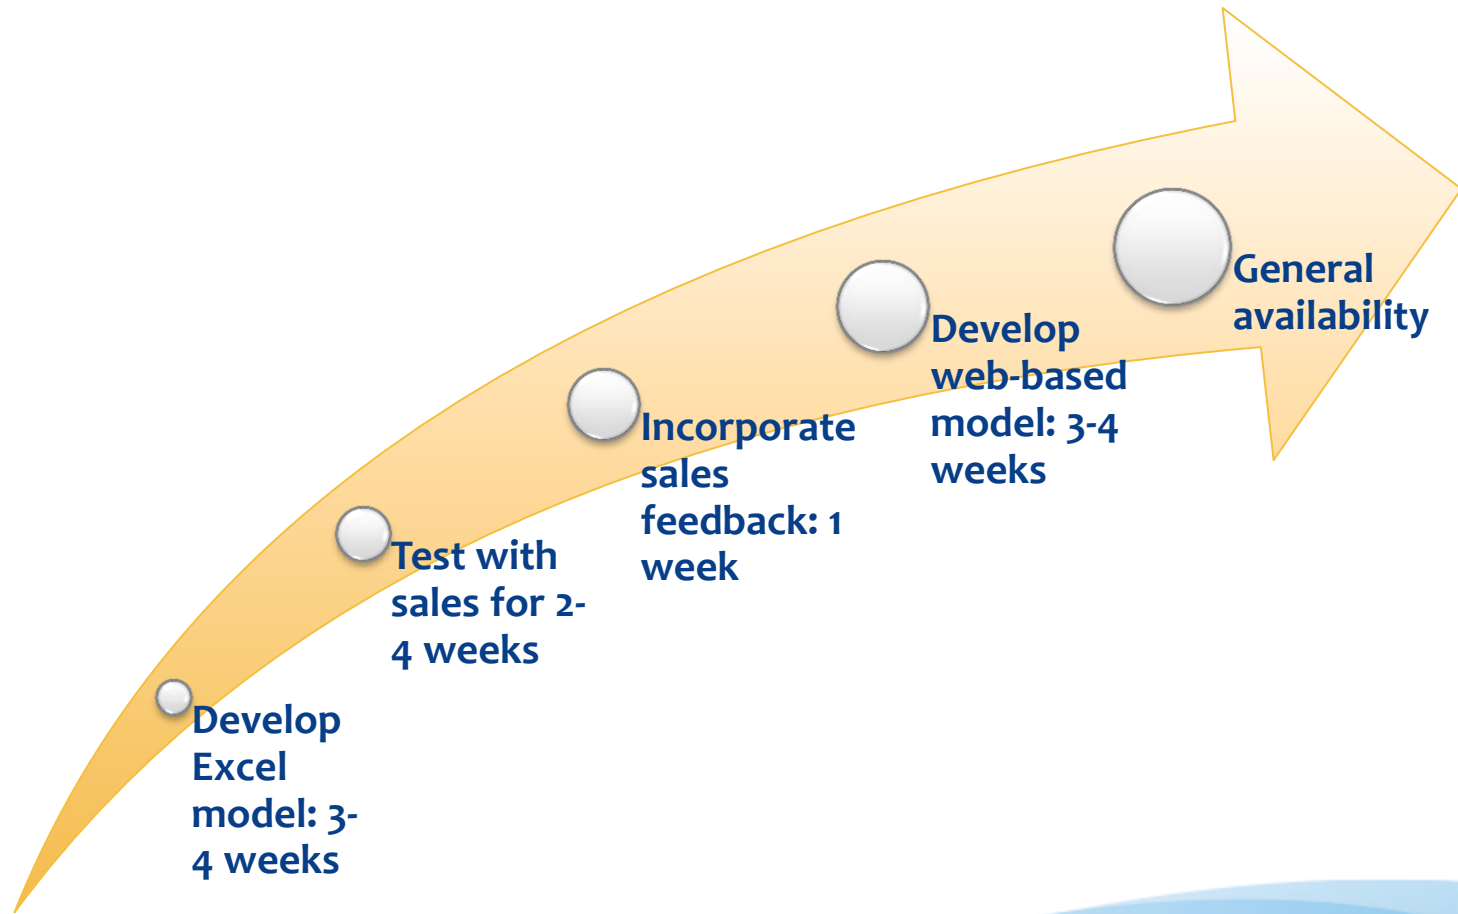 Develop
Excel
model: 3-
4 weeks
Test with
sales for 2-
4 weeks
Incorporate
sales
feedback: 1
week
Develop
web-based
model: 3-4
weeks
General
availability